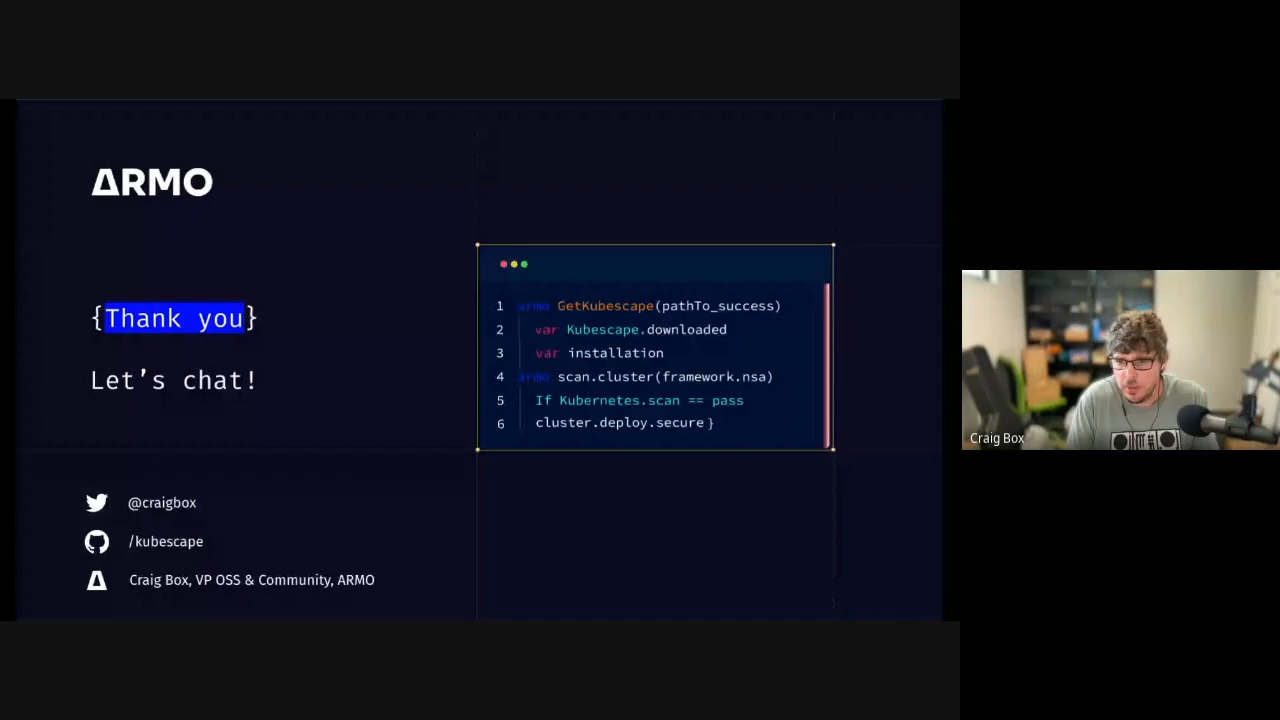 ARMO
{Thank you}
Let's chat!
1 armo GetKubescape(pathTo_success)
2 var Kubescape.downloaded
3 var installation
4 armo scan.cluster(framework.nsa)
5 If Kubernetes.scan == pass
6 cluster.deploy.secure }
@craigbox
/kubescape
Craig Box, VP OSS & Community, ARMO
Craig Box